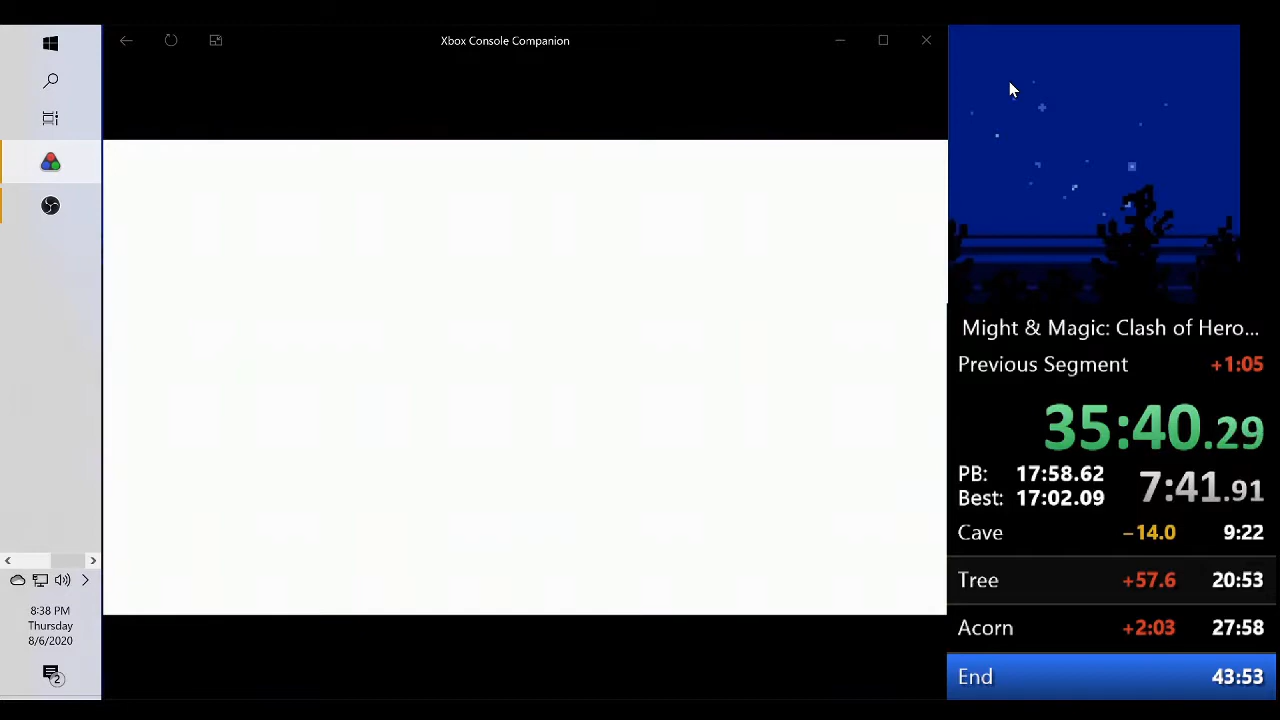 Xbox Console Companion
Might & Magic: Clash of Hero...
Previous Segment +1:05
35:40.29
PB: 17:58.62
Best: 17:02.09
7:41.91
Cave −14.0 9:22
Tree +57.6 20:53
Acorn +2:03 27:58
End 43:53
8:38 PM
Thursday
8/6/2020
2